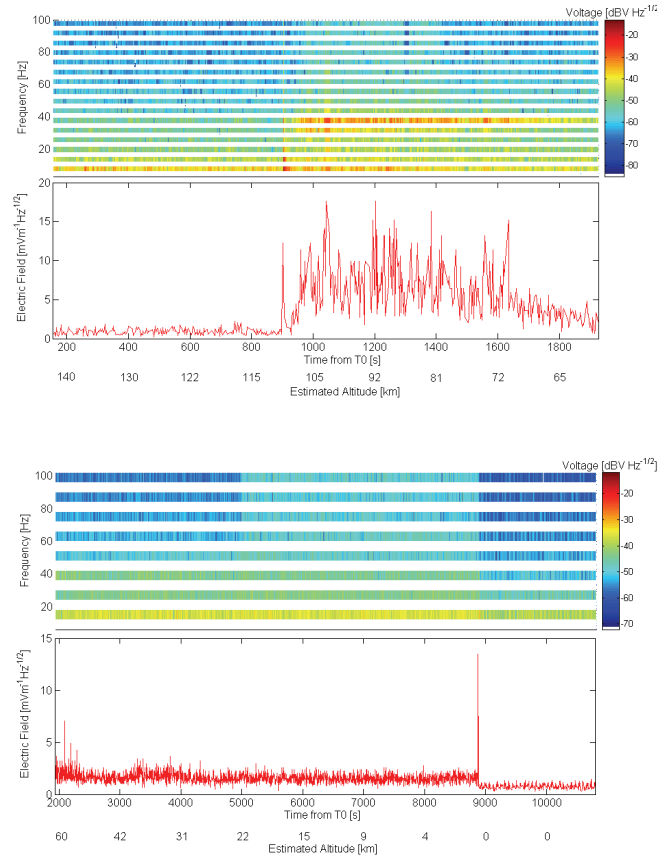 Voltage [dBV Hz-1/2]
100
80
60
40
20
Frequency [Hz]
-20
-30
-40
-50
-60
-70
-80
20
15
10
5
0
Electric Field [mVm-1Hz-1/2]
200 400 600 800 1000 1200 1400 1600 1800
Time from T0 [s]
140 130 122 115 105 92 81 72 65
Estimated Altitude [km]
Voltage [dBV Hz-1/2]
100
80
60
40
20
Frequency [Hz]
-20
-30
-40
-50
-60
-70
15
10
5
0
Electric Field [mVm-1Hz-1/2]
2000 3000 4000 5000 6000 7000 8000 9000 10000
Time from T0 [s]
60 42 31 22 15 9 4 0 0
Estimated Altitude [km]